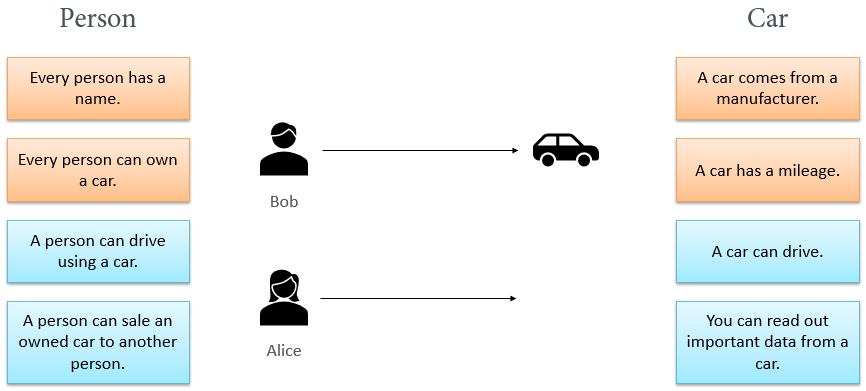 Person
Car
Every person has a
name.
Every person can own
a car.
A person can drive
using a car.
A person can sale an
owned car to another
person.
Bob
Alice
A car comes from a
manufacturer.
A car has a mileage.
A car can drive.
You can read out
important data from a
car.